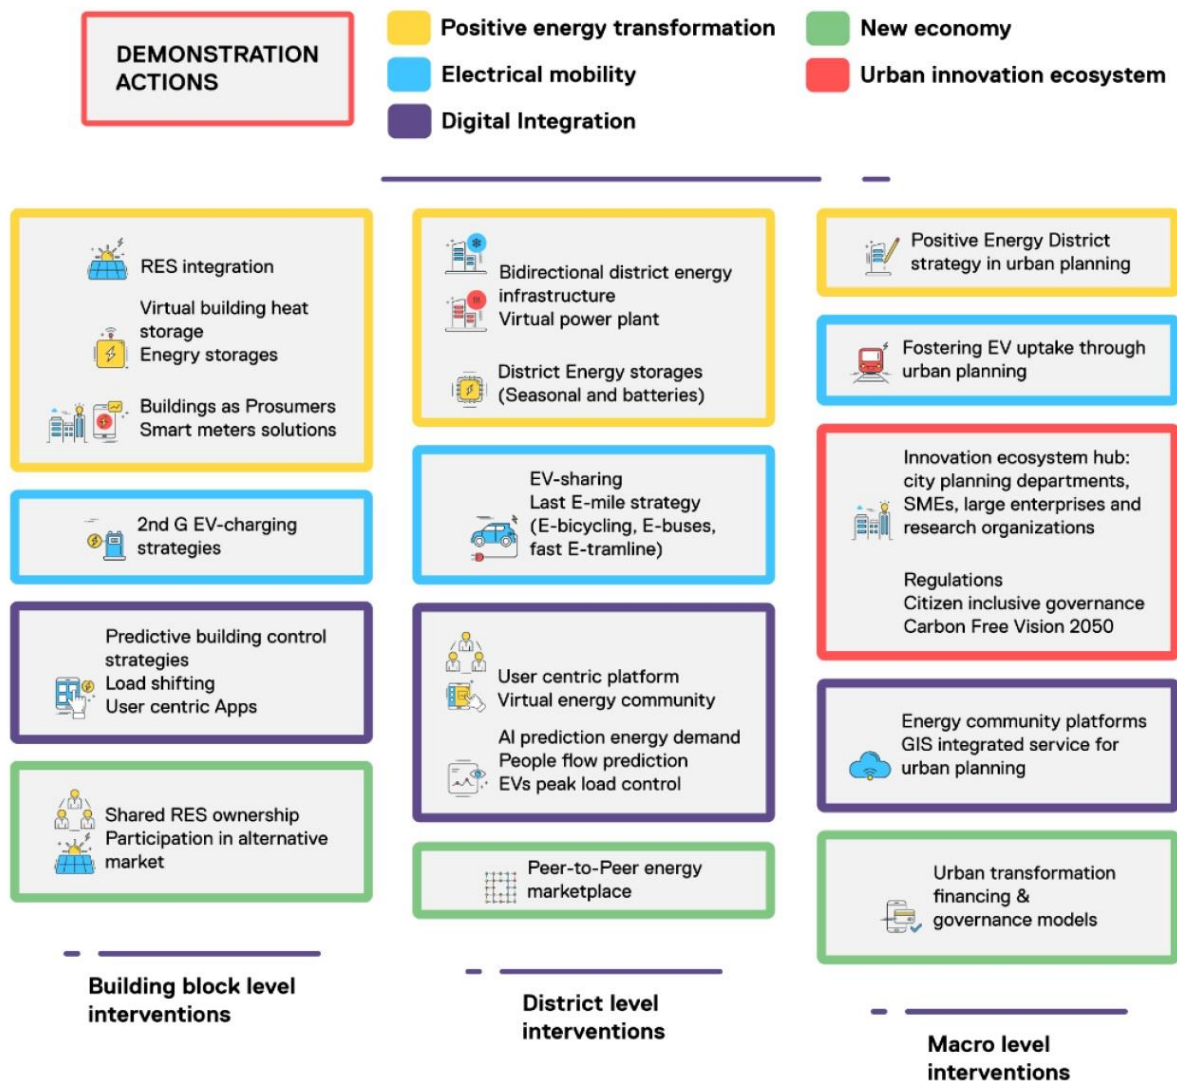 DEMONSTRATION
ACTIONS
Positive energy transformation
Electrical mobility
Digital Integration
New economy
Urban innovation ecosystem
RES integration
Virtual building heat
storage
Enegry storages
Buildings as Prosumers
Smart meters solutions
2nd G EV-charging
strategies
Predictive building control
strategies
Load shifting
User centric Apps
Shared RES ownership
Participation in alternative
market
Building block level
interventions
Bidirectional district energy
infrastructure
Virtual power plant
District Energy storages
(Seasonal and batteries)
EV-sharing
Last E-mile strategy
(E-bicycling, E-buses,
fast E-tramline)
User centric platform
Virtual energy community
AI prediction energy demand
People flow prediction
EVs peak load control
Peer-to-Peer energy
marketplace
District level
interventions
Positive Energy District
strategy in urban planning
Fostering EV uptake through
urban planning
Innovation ecosystem hub:
city planning departments,
SMEs, large enterprises and
research organizations
Regulations
Citizen inclusive governance
Carbon Free Vision 2050
Energy community platforms
GIS integrated service for
urban planning
Urban transformation
financing &
governance models
Macro level
interventions